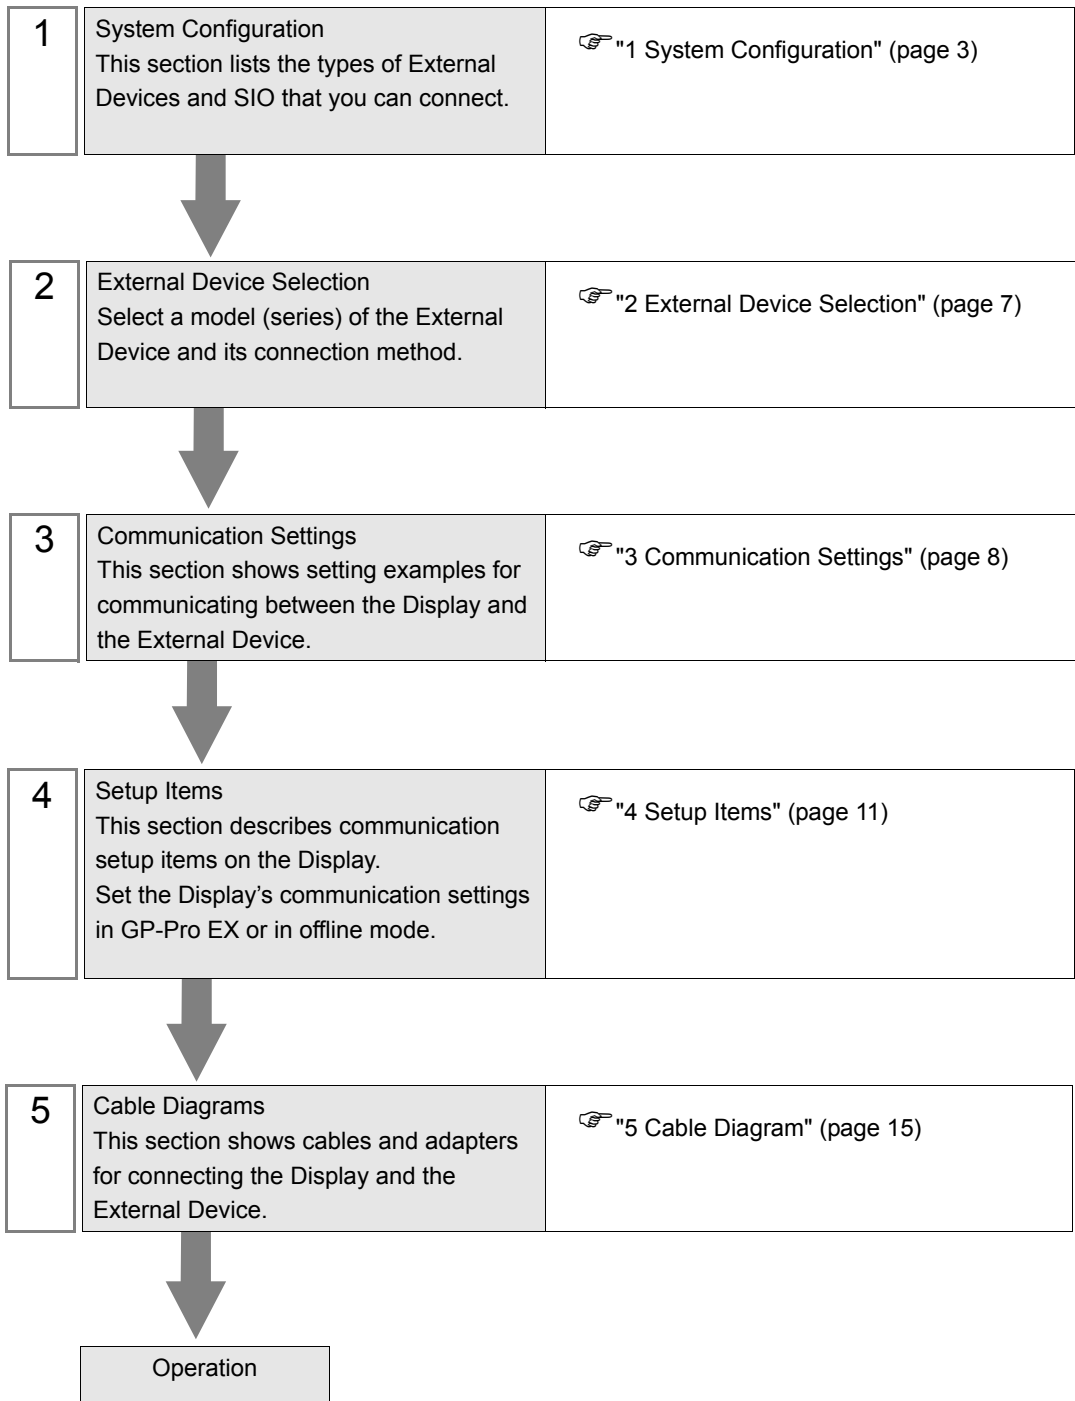 1
System Configuration
This section lists the types of External
Devices and SIO that you can connect.
"1 System Configuration" (page 3)
2
External Device Selection
Select a model (series) of the External
Device and its connection method.
"2 External Device Selection" (page 7)
3
Communication Settings
This section shows setting examples for
communicating between the Display and
the External Device.
"3 Communication Settings" (page 8)
4
Setup Items
This section describes communication
setup items on the Display.
Set the Display’s communication settings
in GP-Pro EX or in offline mode.
"4 Setup Items" (page 11)
5
Cable Diagrams
This section shows cables and adapters
for connecting the Display and the
External Device.
"5 Cable Diagram" (page 15)
Operation